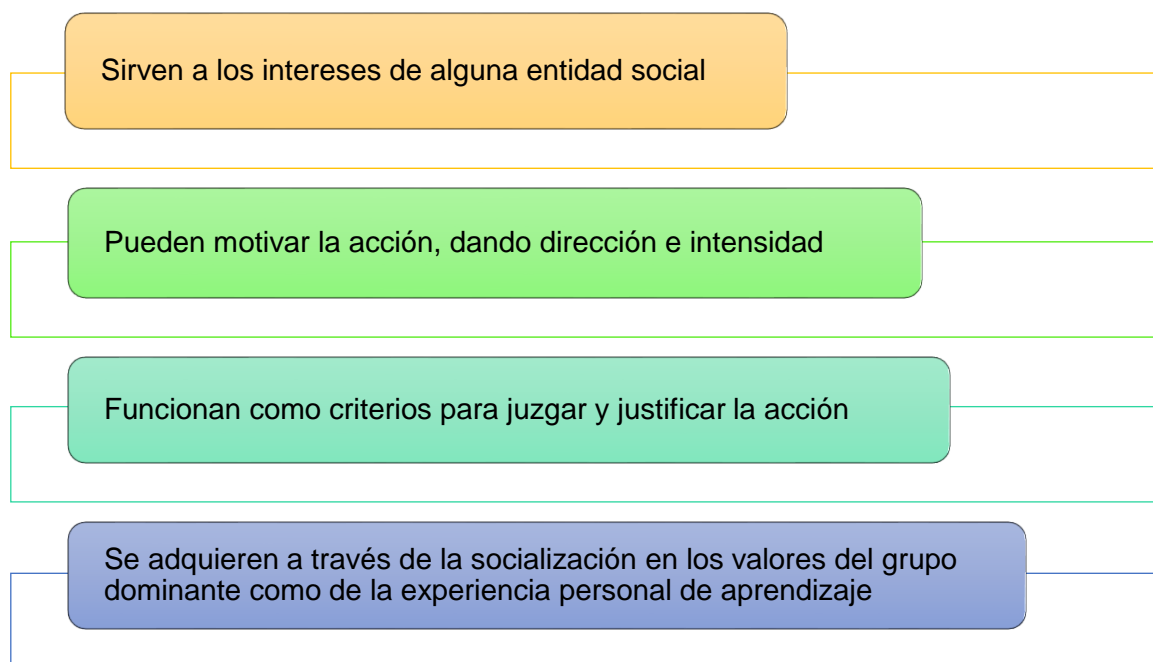 Sirven a los intereses de alguna entidad social
Pueden motivar la acción, dando dirección e intensidad
Funcionan como criterios para juzgar y justificar la acción
Se adquieren a través de la socialización en los valores del grupo
dominante como de la experiencia personal de aprendizaje